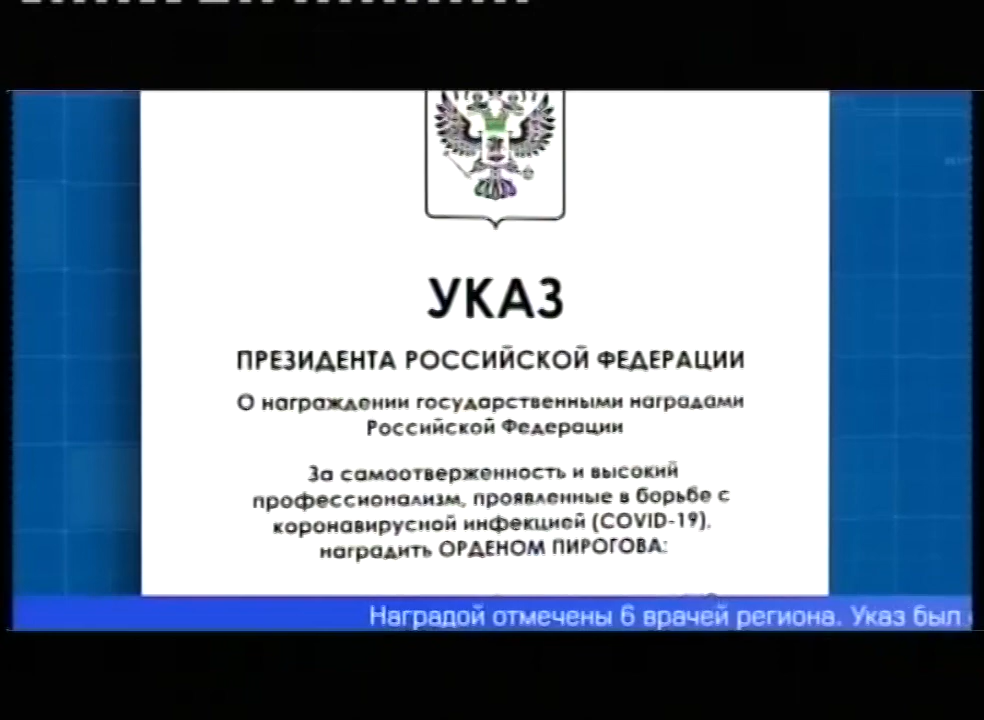 УКАЗ
ПРЕЗИДЕНТА РОССИЙСКОЙ ФЕДЕРАЦИИ
О награждении государственными наградами
Российской Федерации
За самоотверженность и высокий
профессионализм, проявленные в борьбе с
коронавирусной инфекцией (COVID-19),
наградить ОРДЕНОМ ПИРОГОВА:
Наградой отмечены 6 врачей региона. Указ был